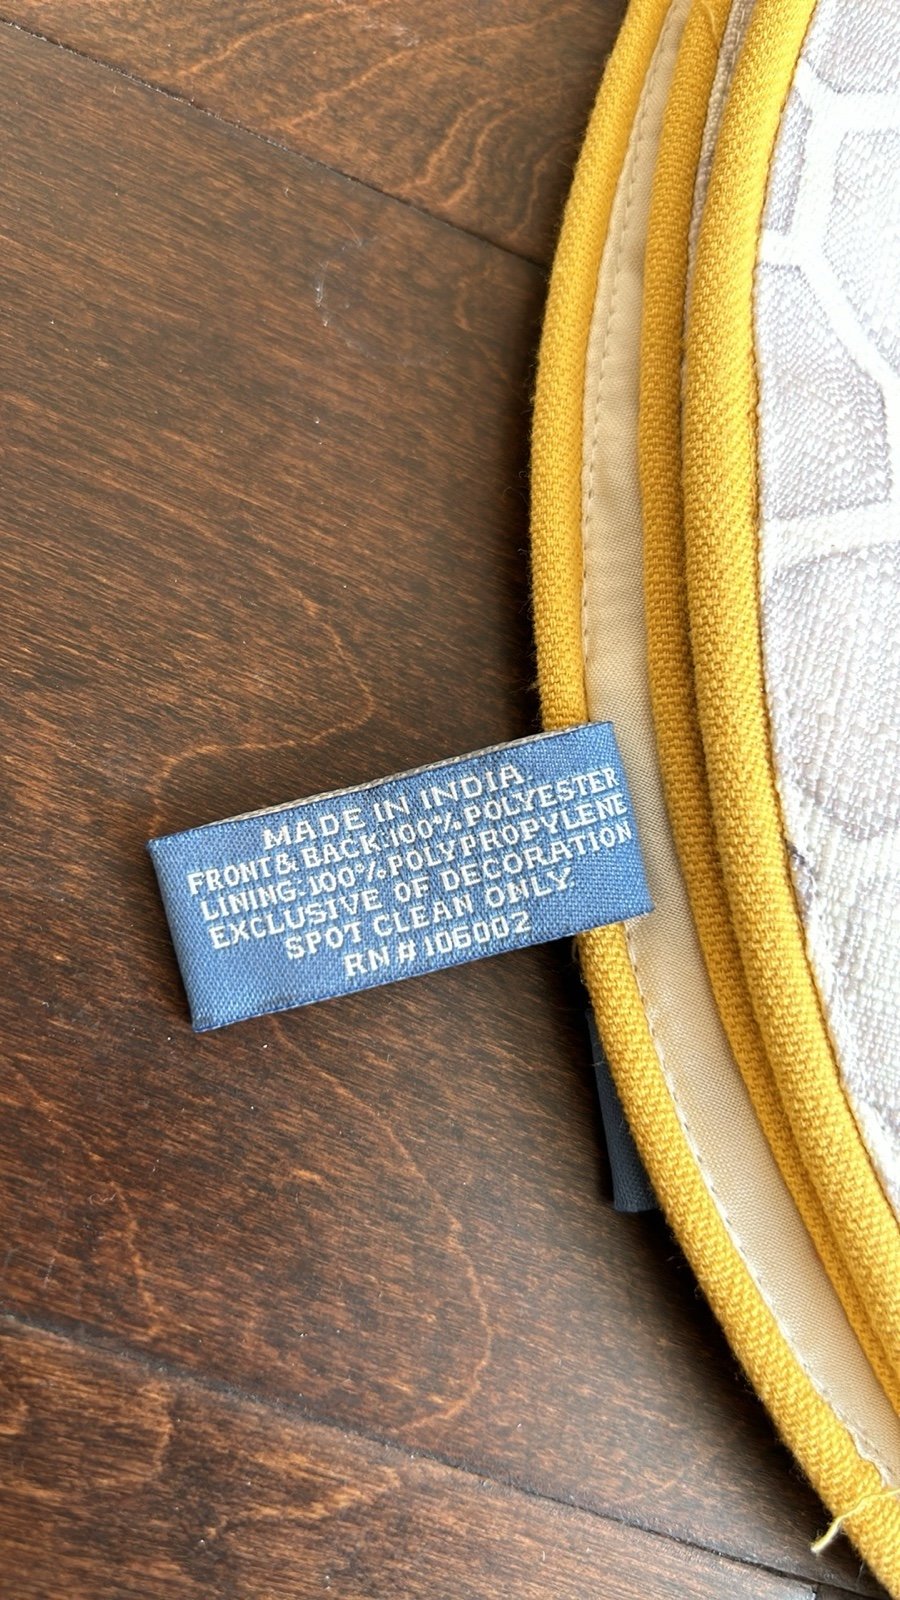 MADE IN INDIA.
FRONT & BACK:100% POLYESTER
LINING:100% POLYPROPYLENE
EXCLUSIVE OF DECORATION
SPOT CLEAN ONLY.
RN # 106002